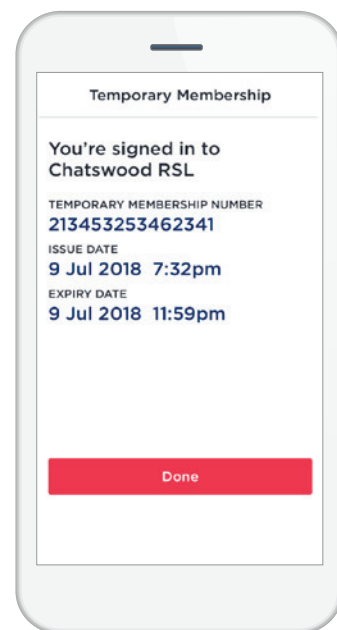 Temporary Membership
You're signed in to
Chatswood RSL
TEMPORARY MEMBERSHIP NUMBER
213453253462341
ISSUE DATE
9 Jul 2018 7:32pm
EXPIRY DATE
9 Jul 2018 11:59pm
Done